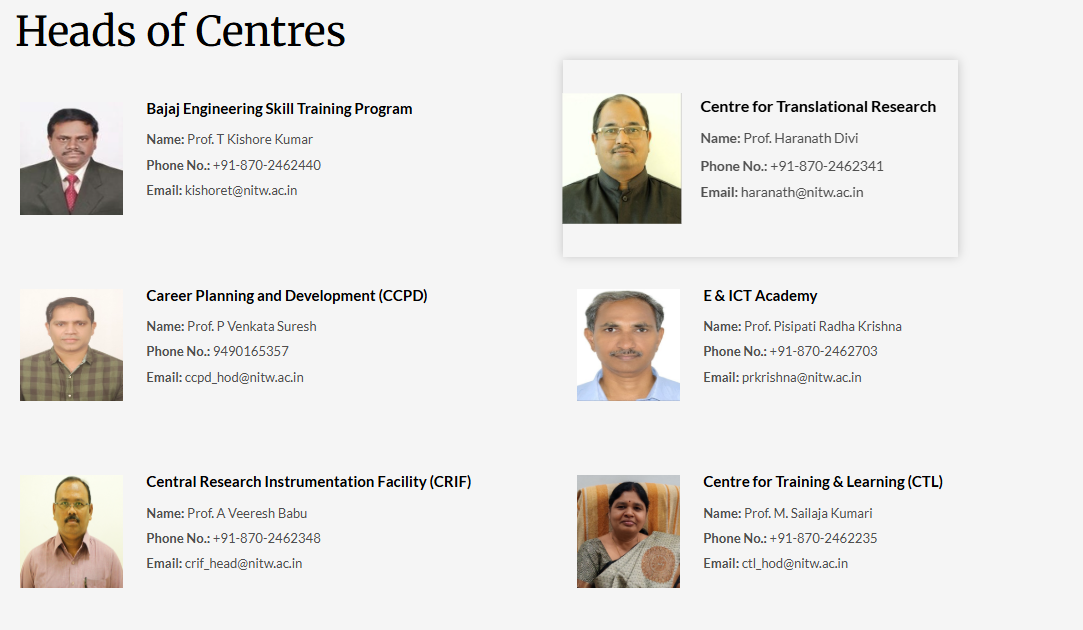 Heads of Centres
Bajaj Engineering Skill Training Program
Name: Prof. T Kishore Kumar
Phone No.: +91-870-2462440
Email: kishoret@nitw.ac.in
Centre for Translational Research
Name: Prof. Haranath Divi
Phone No.: +91-870-2462341
Email: haranath@nitw.ac.in
Career Planning and Development (CCPD)
Name: Prof. P Venkata Suresh
Phone No.: 9490165357
Email: ccpd_hod@nitw.ac.in
E & ICT Academy
Name: Prof. Pisipati Radha Krishna
Phone No.: +91-870-2462703
Email: prkrishna@nitw.ac.in
Central Research Instrumentation Facility (CRIF)
Name: Prof. A Veeresh Babu
Phone No.: +91-870-2462348
Email: crif_head@nitw.ac.in
Centre for Training & Learning (CTL)
Name: Prof. M. Sailaja Kumari
Phone No.: +91-870-2462235
Email: ctl_hod@nitw.ac.in